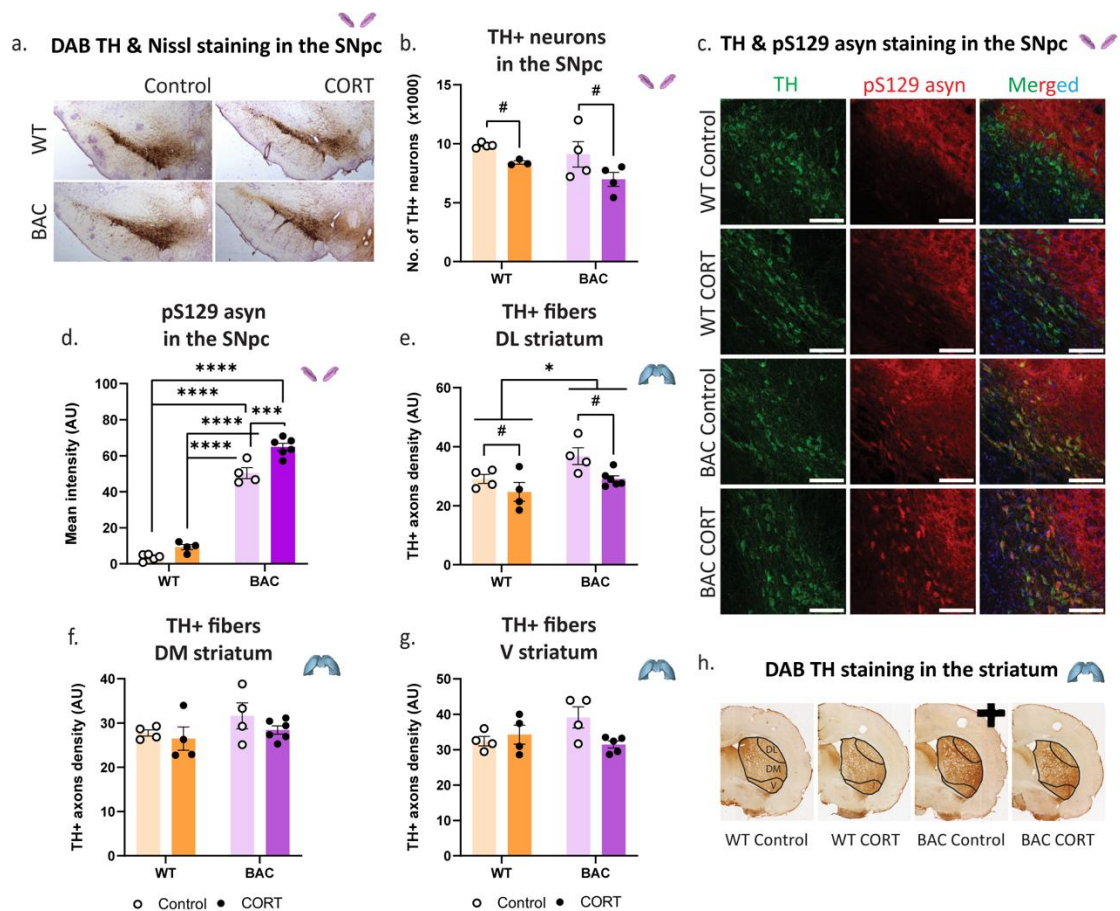 a. DAB TH & Nissl staining in the SNpc
Control CORT
WT
BAC
b. TH+ neurons
in the SNpc
No. of TH+ neurons (x1000)
15
10
5
0
# #
WT BAC
c. TH & pS129 asyn staining in the SNpc
TH pS129 asyn Merged
WT Control
WT CORT
BAC Control
BAC CORT
d. pS129 asyn
in the SNpc
Mean intensity (AU)
100
80
60
40
20
0
****
****
**** ***
****
WT BAC
e. TH+ fibers
DL striatum
TH+ axons density (AU)
60
40
20
0
*
# #
WT BAC
f. TH+ fibers
DM striatum
TH+ axons density (AU)
40
30
20
10
0
WT BAC
Control CORT
g. TH+ fibers
V striatum
TH+ axons density (AU)
50
40
30
20
10
0
WT BAC
Control CORT
h. DAB TH staining in the striatum
DL
DM
V
WT Control WT CORT BAC Control BAC CORT